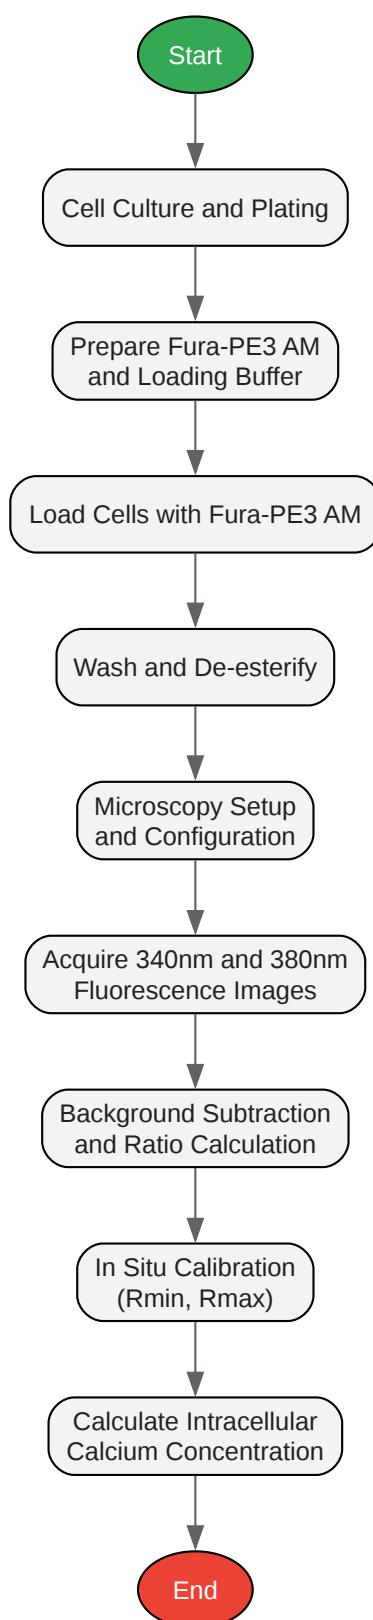 Start
Cell Culture and Plating
Prepare Fura-PE3 AM
and Loading Buffer
Load Cells with Fura-PE3 AM
Wash and De-esterify
Microscopy Setup
and Configuration
Acquire 340nm and 380nm
Fluorescence Images
Background Subtraction
and Ratio Calculation
In Situ Calibration
(Rmin, Rmax)
Calculate Intracellular
Calcium Concentration
End